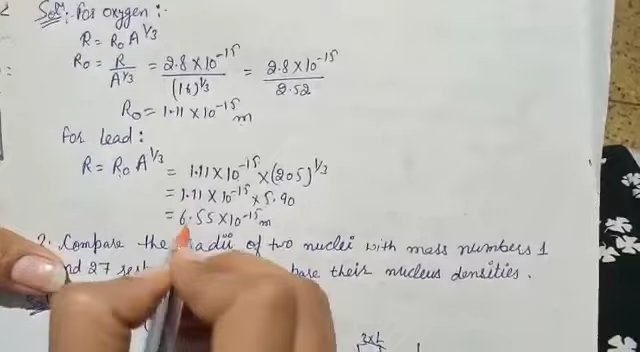 Solⁿ:- For oxygen :-
R = R₀ A^1/3
R₀ = R / A^1/3 = 2.8 × 10⁻¹⁵ / (16)^1/3 = 2.8 × 10⁻¹⁵ / 2.52
R₀ = 1.11 × 10⁻¹⁵ m
For lead :
R = R₀ A^1/3 = 1.11 × 10⁻¹⁵ × (205)^1/3
= 1.11 × 10⁻¹⁵ × 5.90
= 6.55 × 10⁻¹⁵ m
2. Compare the radii of two nuclei with mass numbers 1
nd 27 their nucleus densities.